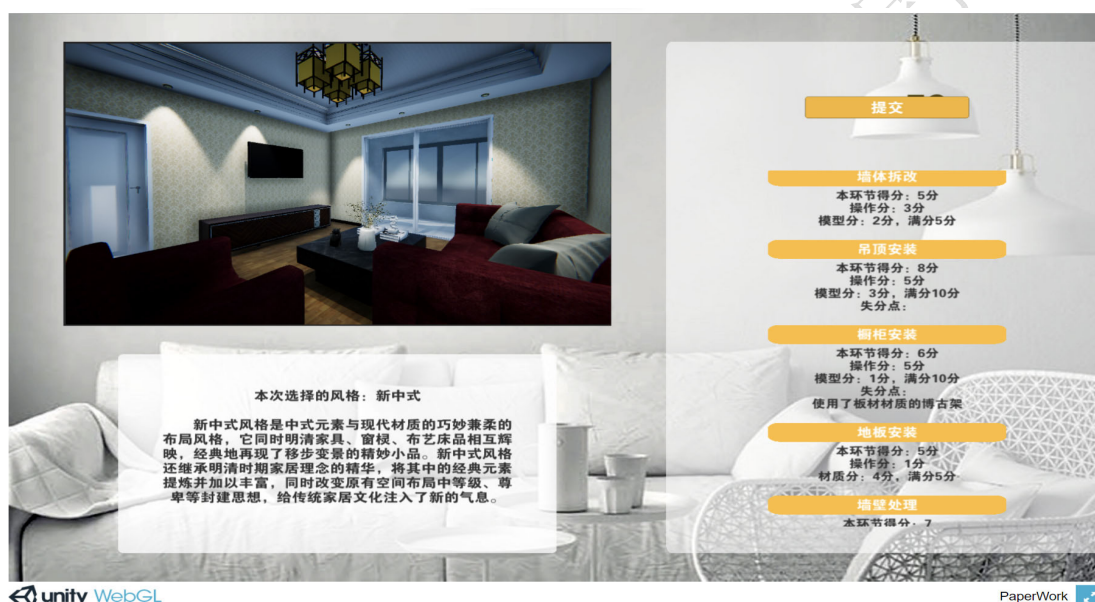 本次选择的风格：新中式
新中式风格是中式元素与现代材质的巧妙兼柔的
布局风格，它同时明清家具、窗棂、布艺床品相互辉
映，经典地再现了移步变景的精妙小品。新中式风格
还继承明清时期家居理念的精华，将其中的经典元素
提炼并加以丰富，同时改变原有空间布局中等级、尊
卑等封建思想，给传统家居文化注入了新的气息。
提交
墙体拆改
本环节得分：5分
操作分：3分
模型分：2分，满分5分
吊顶安装
本环节得分：8分
操作分：5分
模型分：3分，满分10分
失分点：
橱柜安装
本环节得分：6分
操作分：5分
模型分：1分，满分10分
失分点：
使用了板材材质的博古架
地板安装
本环节得分：5分
操作分：1分
材质分：4分，满分5分
墙壁处理
本环节得分：7
unity WebGL
PaperWork